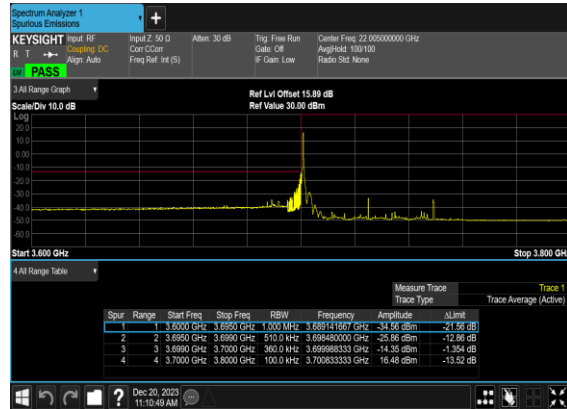 Spectrum Analyzer 1
Spurious Emissions
KEYSIGHT Input: RF Input Z: 50 Ω Atten: 30 dB Trig: Free Run Center Freq: 22.005000000 GHz
R T Coupling: DC Corr CCorr Gate: Off Avg|Hold: 100/100
Align: Auto Freq Ref: Int (S) IF Gain: Low Radio Std: None
PASS
3 All Range Graph
Ref Lvl Offset 15.89 dB
Scale/Div 10.0 dB Ref Value 30.00 dBm
Log
20.0
10.0
0.00
-10.0
-20.0
-30.0
-40.0
-50.0
-60.0
Start 3.600 GHz Stop 3.800 GHz
4 All Range Table
Measure Trace Trace 1
Trace Type Trace Average (Active)
Spur Range Start Freq Stop Freq RBW Frequency Amplitude ΔLimit
1 1 3.6000 GHz 3.6950 GHz 1.000 MHz 3.689141667 GHz -34.56 dBm -21.56 dB
2 2 3.6950 GHz 3.6990 GHz 510.0 kHz 3.698480000 GHz -25.86 dBm -12.86 dB
3 3 3.6990 GHz 3.7000 GHz 360.0 kHz 3.699988333 GHz -14.35 dBm -1.354 dB
4 4 3.7000 GHz 3.8000 GHz 100.0 kHz 3.700833333 GHz 16.48 dBm -13.52 dB
? Dec 20, 2023
11:10:49 AM